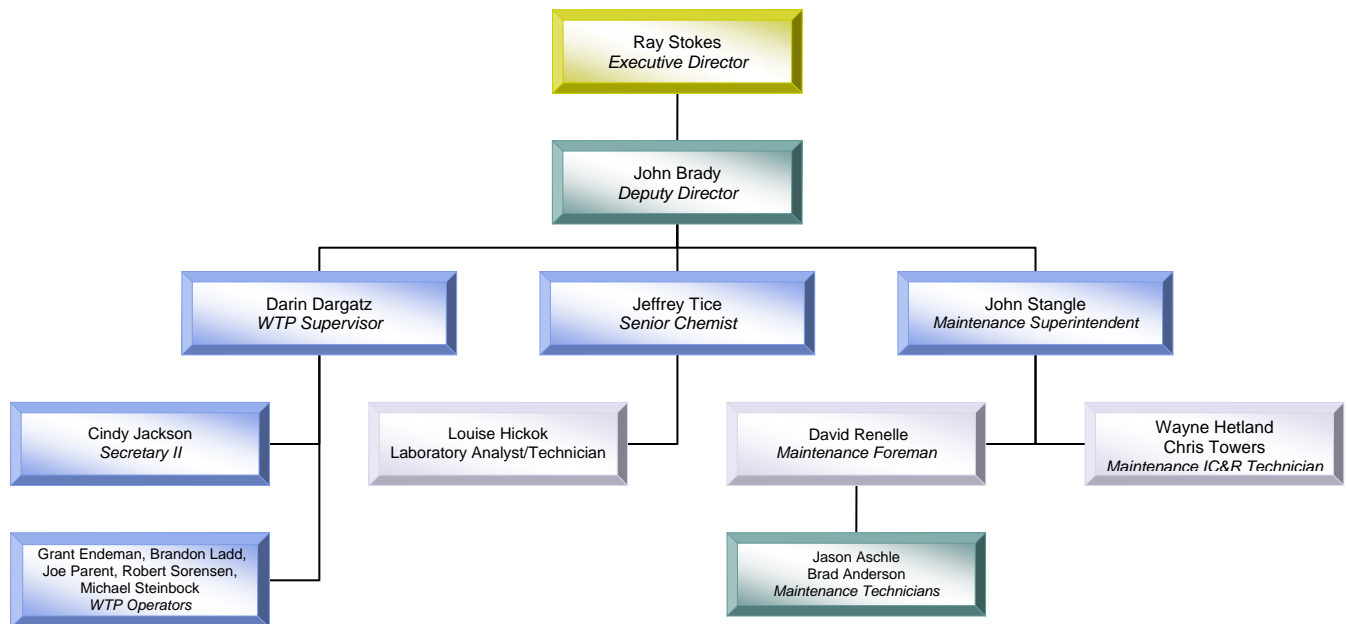 Ray Stokes
Executive Director
John Brady
Deputy Director
Darin Dargatz
WTP Supervisor
Jeffrey Tice
Senior Chemist
John Stangle
Maintenance Superintendent
Cindy Jackson
Secretary II
Louise Hickok
Laboratory Analyst/Technician
David Renelle
Maintenance Foreman
Wayne Hetland
Chris Towers
Maintenance IC&R Technician
Grant Endeman, Brandon Ladd,
Joe Parent, Robert Sorensen,
Michael Steinbock
WTP Operators
Jason Aschle
Brad Anderson
Maintenance Technicians